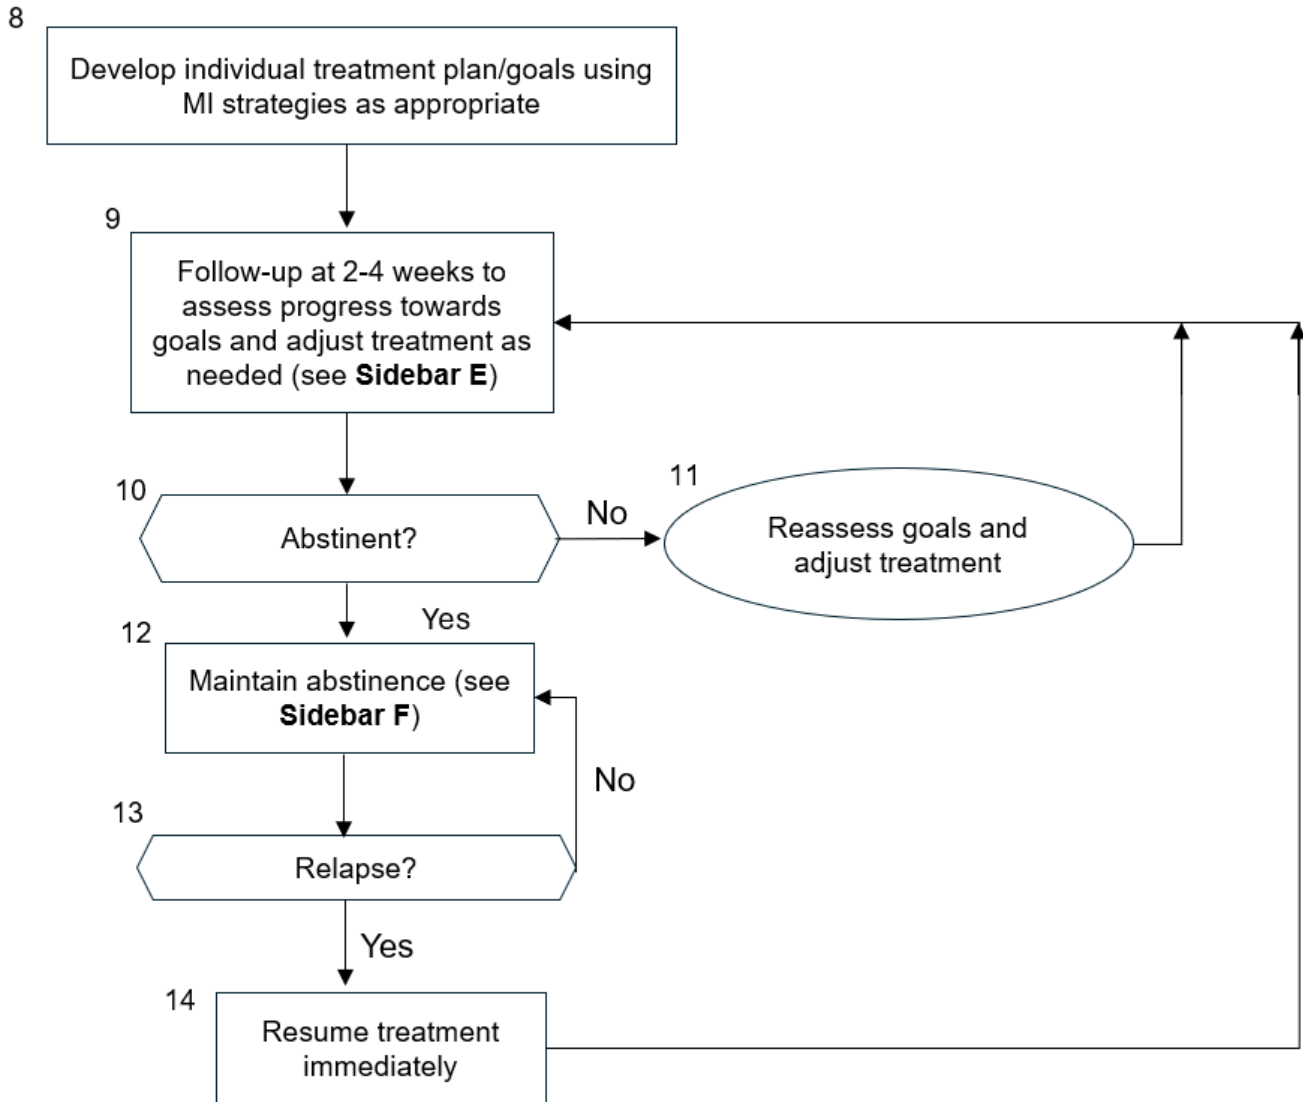 8
Develop individual treatment plan/goals using
MI strategies as appropriate
9
Follow-up at 2-4 weeks to
assess progress towards
goals and adjust treatment as
needed (see Sidebar E)
10
Abstinent?
No
11
Reassess goals and
adjust treatment
Yes
12
Maintain abstinence (see
Sidebar F)
No
13
Relapse?
Yes
14
Resume treatment
immediately